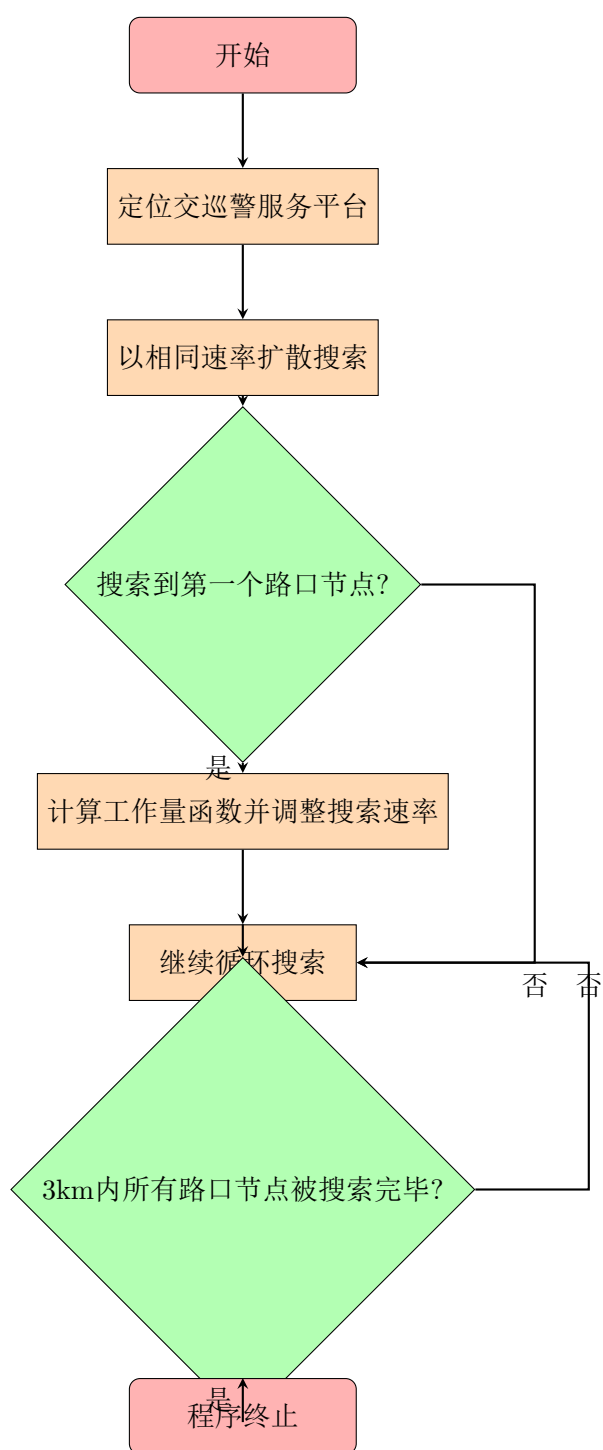 开始
定位交巡警服务平台
以相同速率扩散搜索
搜索到第一个路口节点?
是
计算工作量函数并调整搜索速率
继续循环搜索
否
否
3km内所有路口节点被搜索完毕?
是
程序终止